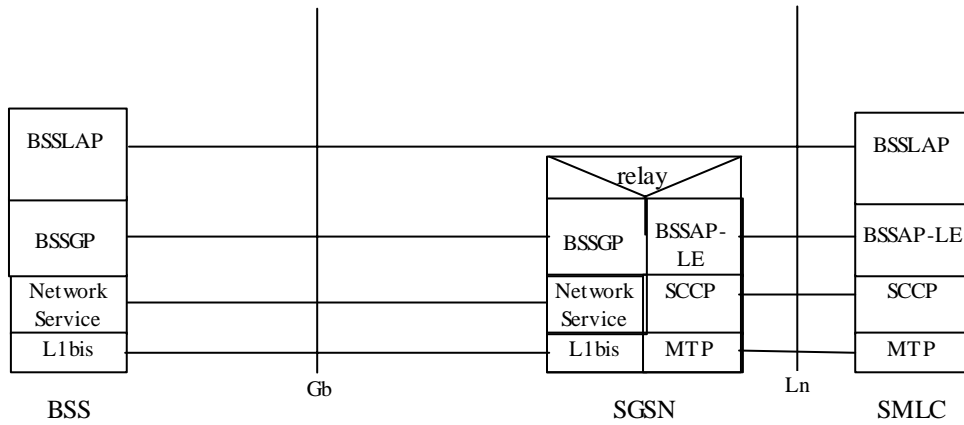 BSSLAP
BSSGP
Network
Service
L1bis
BSS
Gb
relay
BSSGP
BSSAP-
LE
Network
Service
SCCP
L1bis
MTP
SGSN
Ln
BSSLAP
BSSAP-LE
SCCP
MTP
SMLC